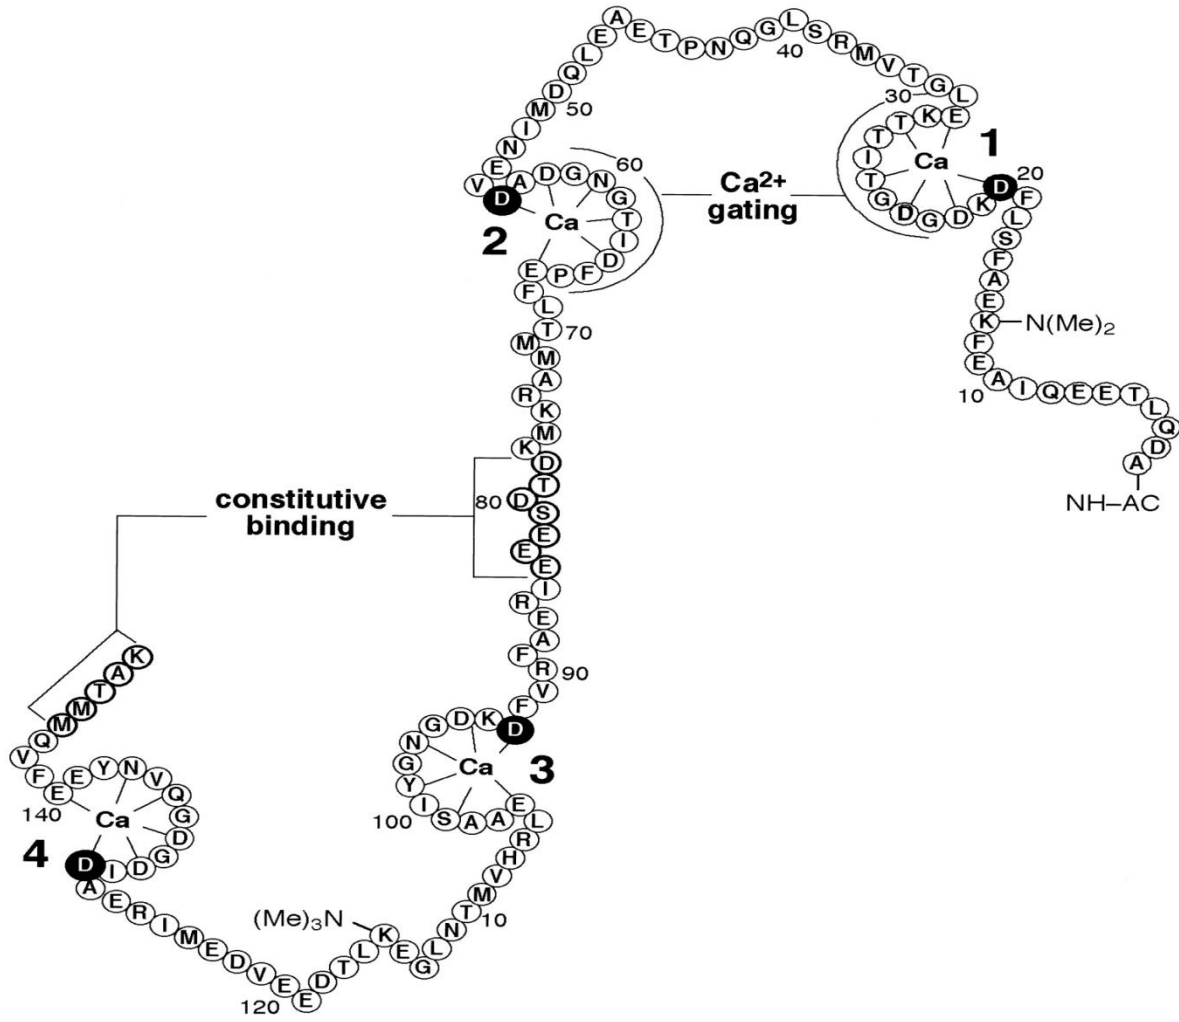 V E N I M D Q L E A E T P N Q G L S R M V T G L
40
50
30
E K T T I T G D G D K D
Ca
1
20
D A D G N G T I D F P E
60
Ca
2
Ca²⁺
gating
F L S F A E K F E A I Q E E T L Q D A
N(Me)₂
10
NH–AC
F L T M M A R K M K D T D S E E E I R E A F R V F
70
80
90
constitutive
binding
K A T M M Q V F
D K D G N G Y I S A A E
Ca
3
100
E E Y N V Q G D G D I D
140
Ca
4
L R H V M T N L G E K L T D E E V D E M I R E A
10
(Me)₃N
120